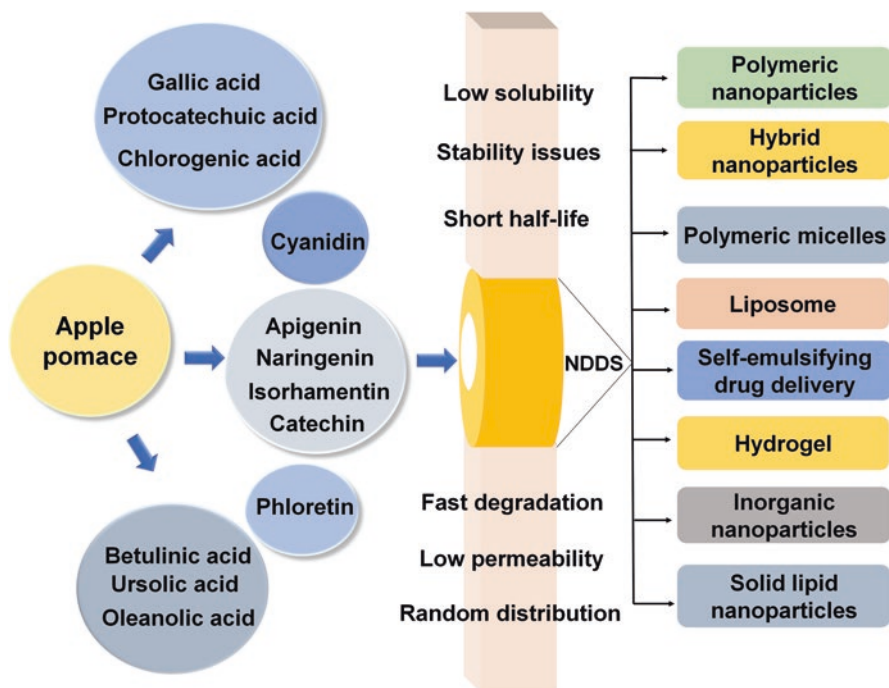 Gallic acid
Protocatechuic acid
Chlorogenic acid
Cyanidin
Apple
pomace
Apigenin
Naringenin
Isorhamentin
Catechin
Phloretin
Betulinic acid
Ursolic acid
Oleanolic acid
Low solubility
Stability issues
Short half-life
NDDS
Fast degradation
Low permeability
Random distribution
Polymeric
nanoparticles
Hybrid
nanoparticles
Polymeric micelles
Liposome
Self-emulsifying
drug delivery
Hydrogel
Inorganic
nanoparticles
Solid lipid
nanoparticles